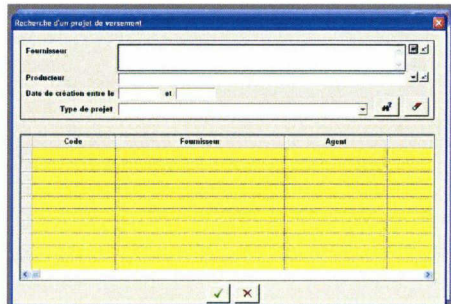 Recherche d'un projet de versement
Fournisseur
Producteur
Date de création entre le et
Type de projet
Code Fournisseur Agent